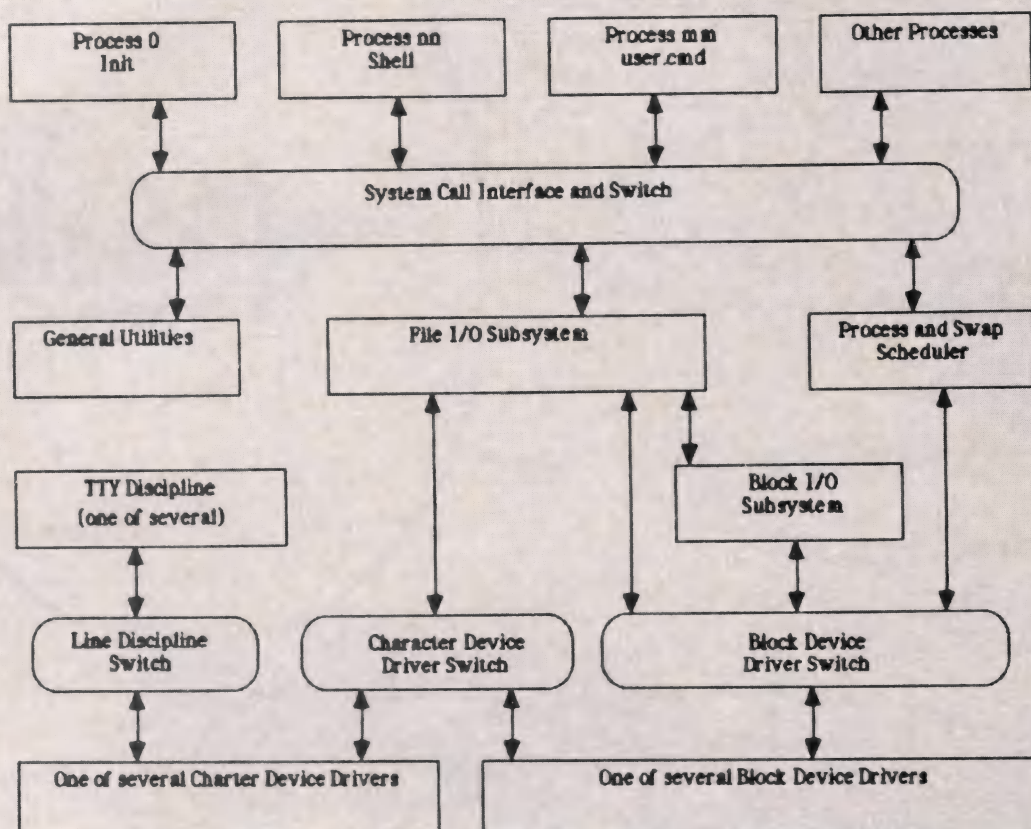 Process 0
Init
Process nn
Shell
Process mm
user.cmd
Other Processes
System Call Interface and Switch
General Utilities
File I/O Subsystem
Process and Swap
Scheduler
TTY Discipline
(one of several)
Block I/O
Subsystem
Line Discipline
Switch
Character Device
Driver Switch
Block Device
Driver Switch
One of several Charter Device Drivers
One of several Block Device Drivers